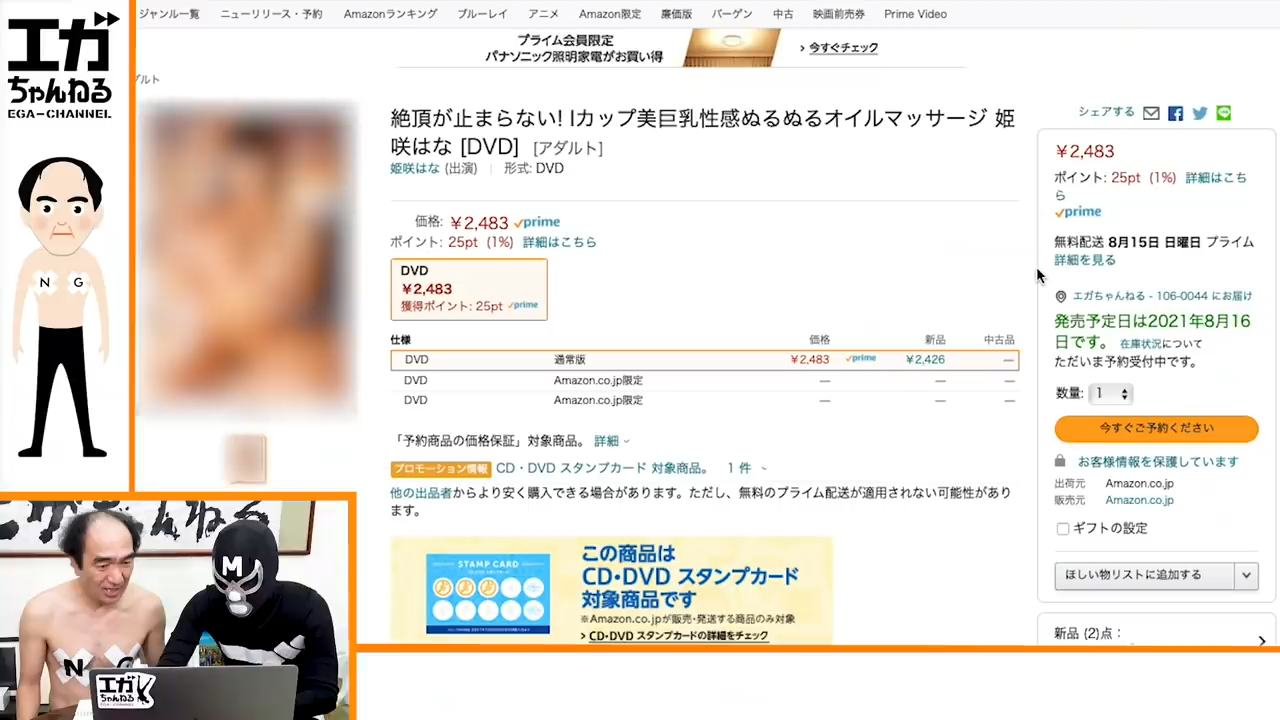 ジャンル一覧 ニューリリース・予約 Amazonランキング ブルーレイ アニメ Amazon限定 廉価版 バーゲン 中古 映画前売券 Prime Video
エガ
ちゃんねる
EGA-CHANNEL
プライム会員限定
パナソニック照明家電がお買い得
› 今すぐチェック
ダルト
絶頂が止まらない! Iカップ美巨乳性感ぬるぬるオイルマッサージ 姫
咲はな [DVD] [アダルト]
姫咲はな (出演) | 形式: DVD
価格: ￥2,483 prime
ポイント: 25pt (1%) 詳細はこちら
DVD
￥2,483
獲得ポイント: 25pt prime
仕様 価格 新品 中古品
DVD 通常版 ￥2,483 prime ￥2,426 —
DVD Amazon.co.jp限定 — — —
DVD Amazon.co.jp限定 — — —
「予約商品の価格保証」対象商品。 詳細
プロモーション情報 CD・DVD スタンプカード 対象商品。 1 件
他の出品者からより安く購入できる場合があります。ただし、無料のプライム配送が適用されない可能性があり
ます。
STAMP CARD
この商品は
CD・DVD スタンプカード
対象商品です
※Amazon.co.jpが販売・発送する商品のみ対象
› CD・DVD スタンプカードの詳細をチェック
シェアする
￥2,483
ポイント: 25pt (1%) 詳細はこち
ら
prime
無料配送 8月15日 日曜日 プライム
詳細を見る
エガちゃんねる - 106-0044 にお届け
発売予定日は2021年8月16
日です。 在庫状況について
ただいま予約受付中です。
数量: 1
今すぐご予約ください
お客様情報を保護しています
出荷元 Amazon.co.jp
販売元 Amazon.co.jp
ギフトの設定
ほしい物リストに追加する
新品 (2)点：
N G
M
N G
エガ
ちゃんねる